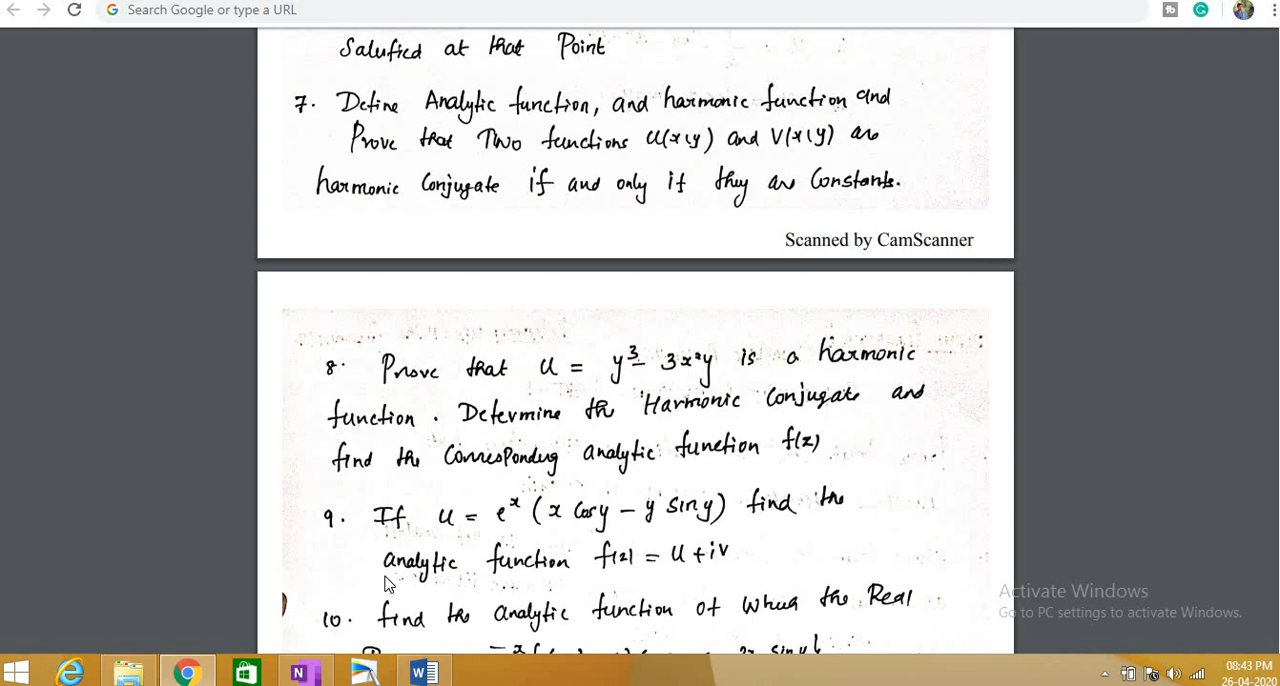 Search Google or type a URL
Salufied at that Point
7. Define Analytic function, and harmonic function and
Prove that Two functions U(x,y) and V(x,y) are
harmonic Conjugate if and only if they are Constants.
Scanned by CamScanner
8. Prove that U = y³ - 3x²y is a harmonic
function. Determine the Harmonic Conjugate and
find the Corresponding analytic function f(z)
9. If u = eˣ (x Cosy - y Siny) find the
analytic function f(z) = U + iv
10. find the analytic function of Whua the Real
Activate Windows
Go to PC settings to activate Windows.
08:43 PM
26-04-2020